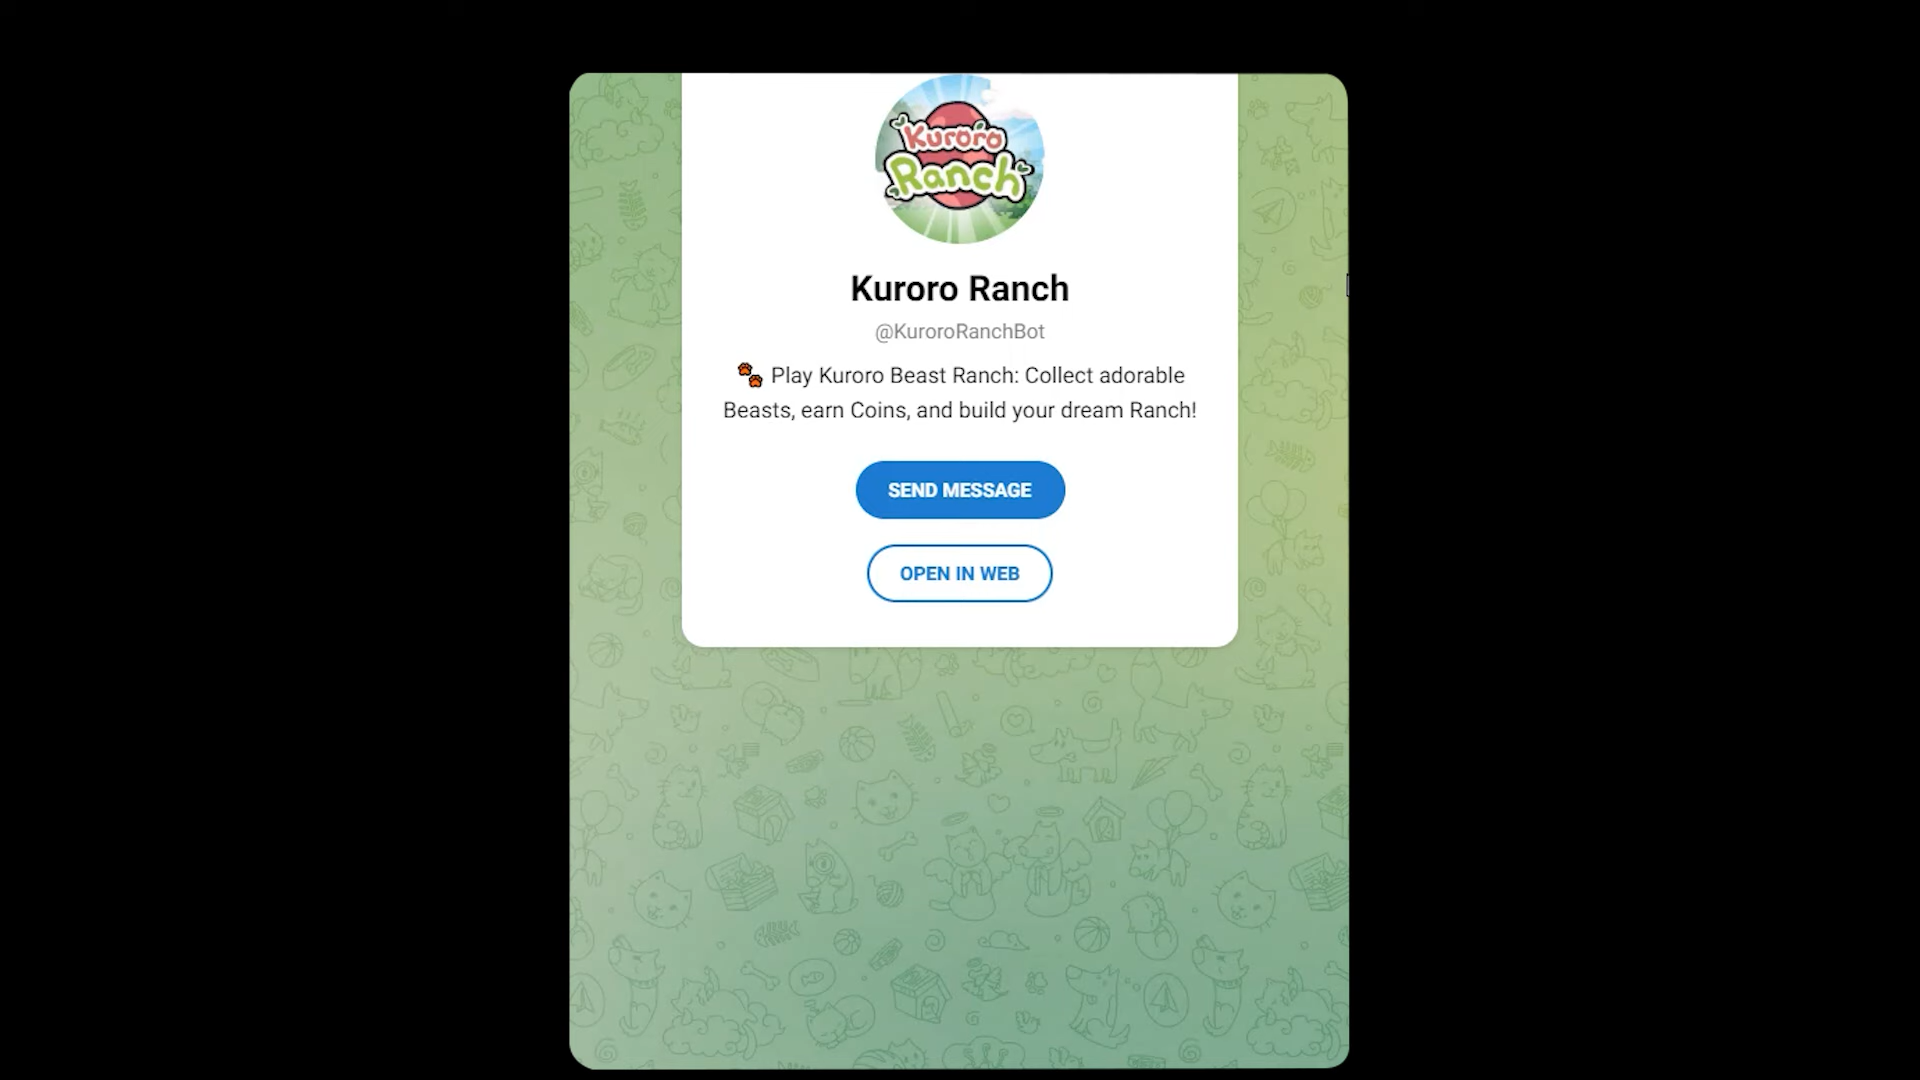 Kuroro
Ranch
Kuroro Ranch
@KuroroRanchBot
🐾 Play Kuroro Beast Ranch: Collect adorable
Beasts, earn Coins, and build your dream Ranch!
SEND MESSAGE
OPEN IN WEB